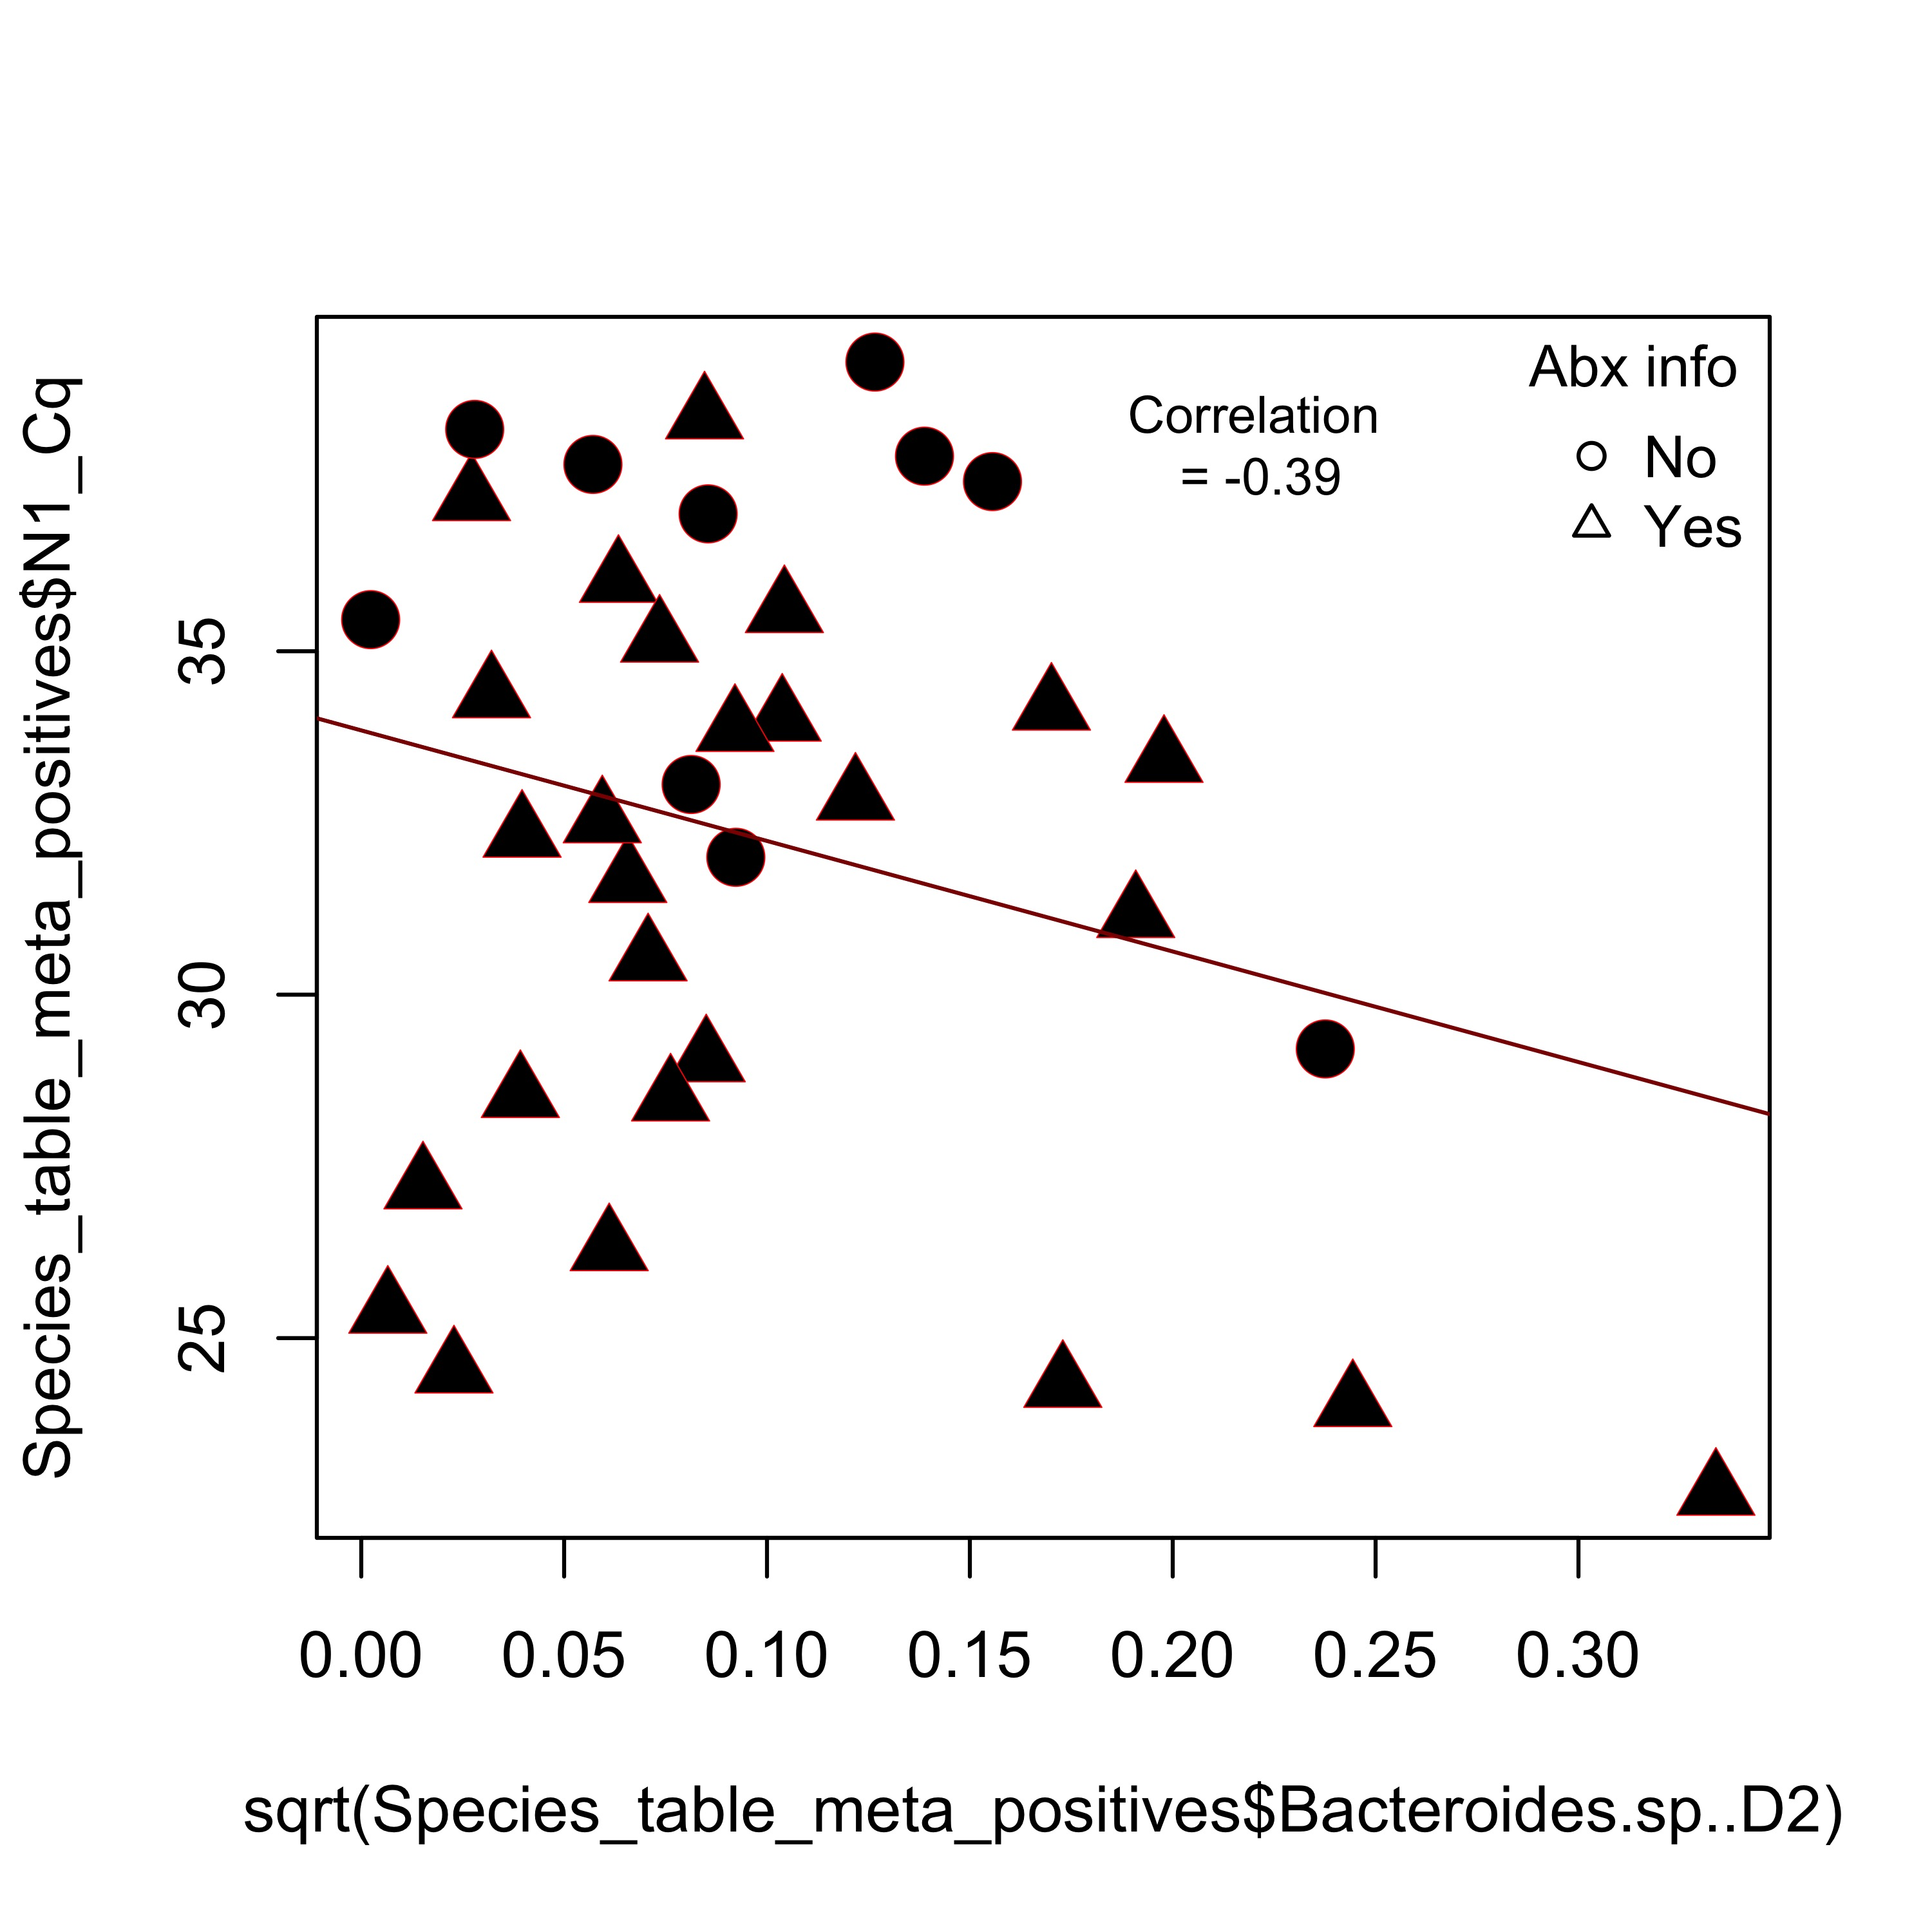 Abx info
Correlation
= -0.39
No
Yes
Species_table_meta_positives$N1_Cq
35
30
25
0.00 0.05 0.10 0.15 0.20 0.25 0.30
sqrt(Species_table_meta_positives$Bacteroides.sp..D2)